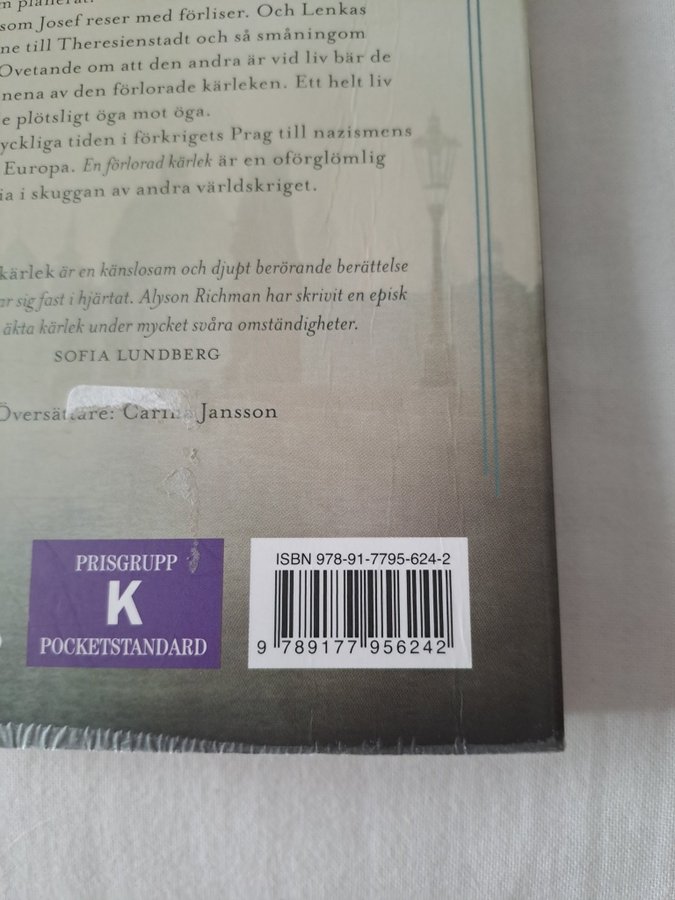 planerat.
som Josef reser med förliser. Och Lenkas
ne till Theresienstadt och så småningom
Ovetande om att den andra är vid liv bär de
nena av den förlorade kärleken. Ett helt liv
e plötsligt öga mot öga.
yckliga tiden i förkrigets Prag till nazismens
Europa. En förlorad kärlek är en oförglömlig
ia i skuggan av andra världskriget.
kärlek är en känslosam och djupt berörande berättelse
er sig fast i hjärtat. Alyson Richman har skrivit en episk
äkta kärlek under mycket svåra omständigheter.
SOFIA LUNDBERG
Översättare: Carina Jansson
PRISGRUPP
K
POCKETSTANDARD
ISBN 978-91-7795-624-2
9 789177 956242